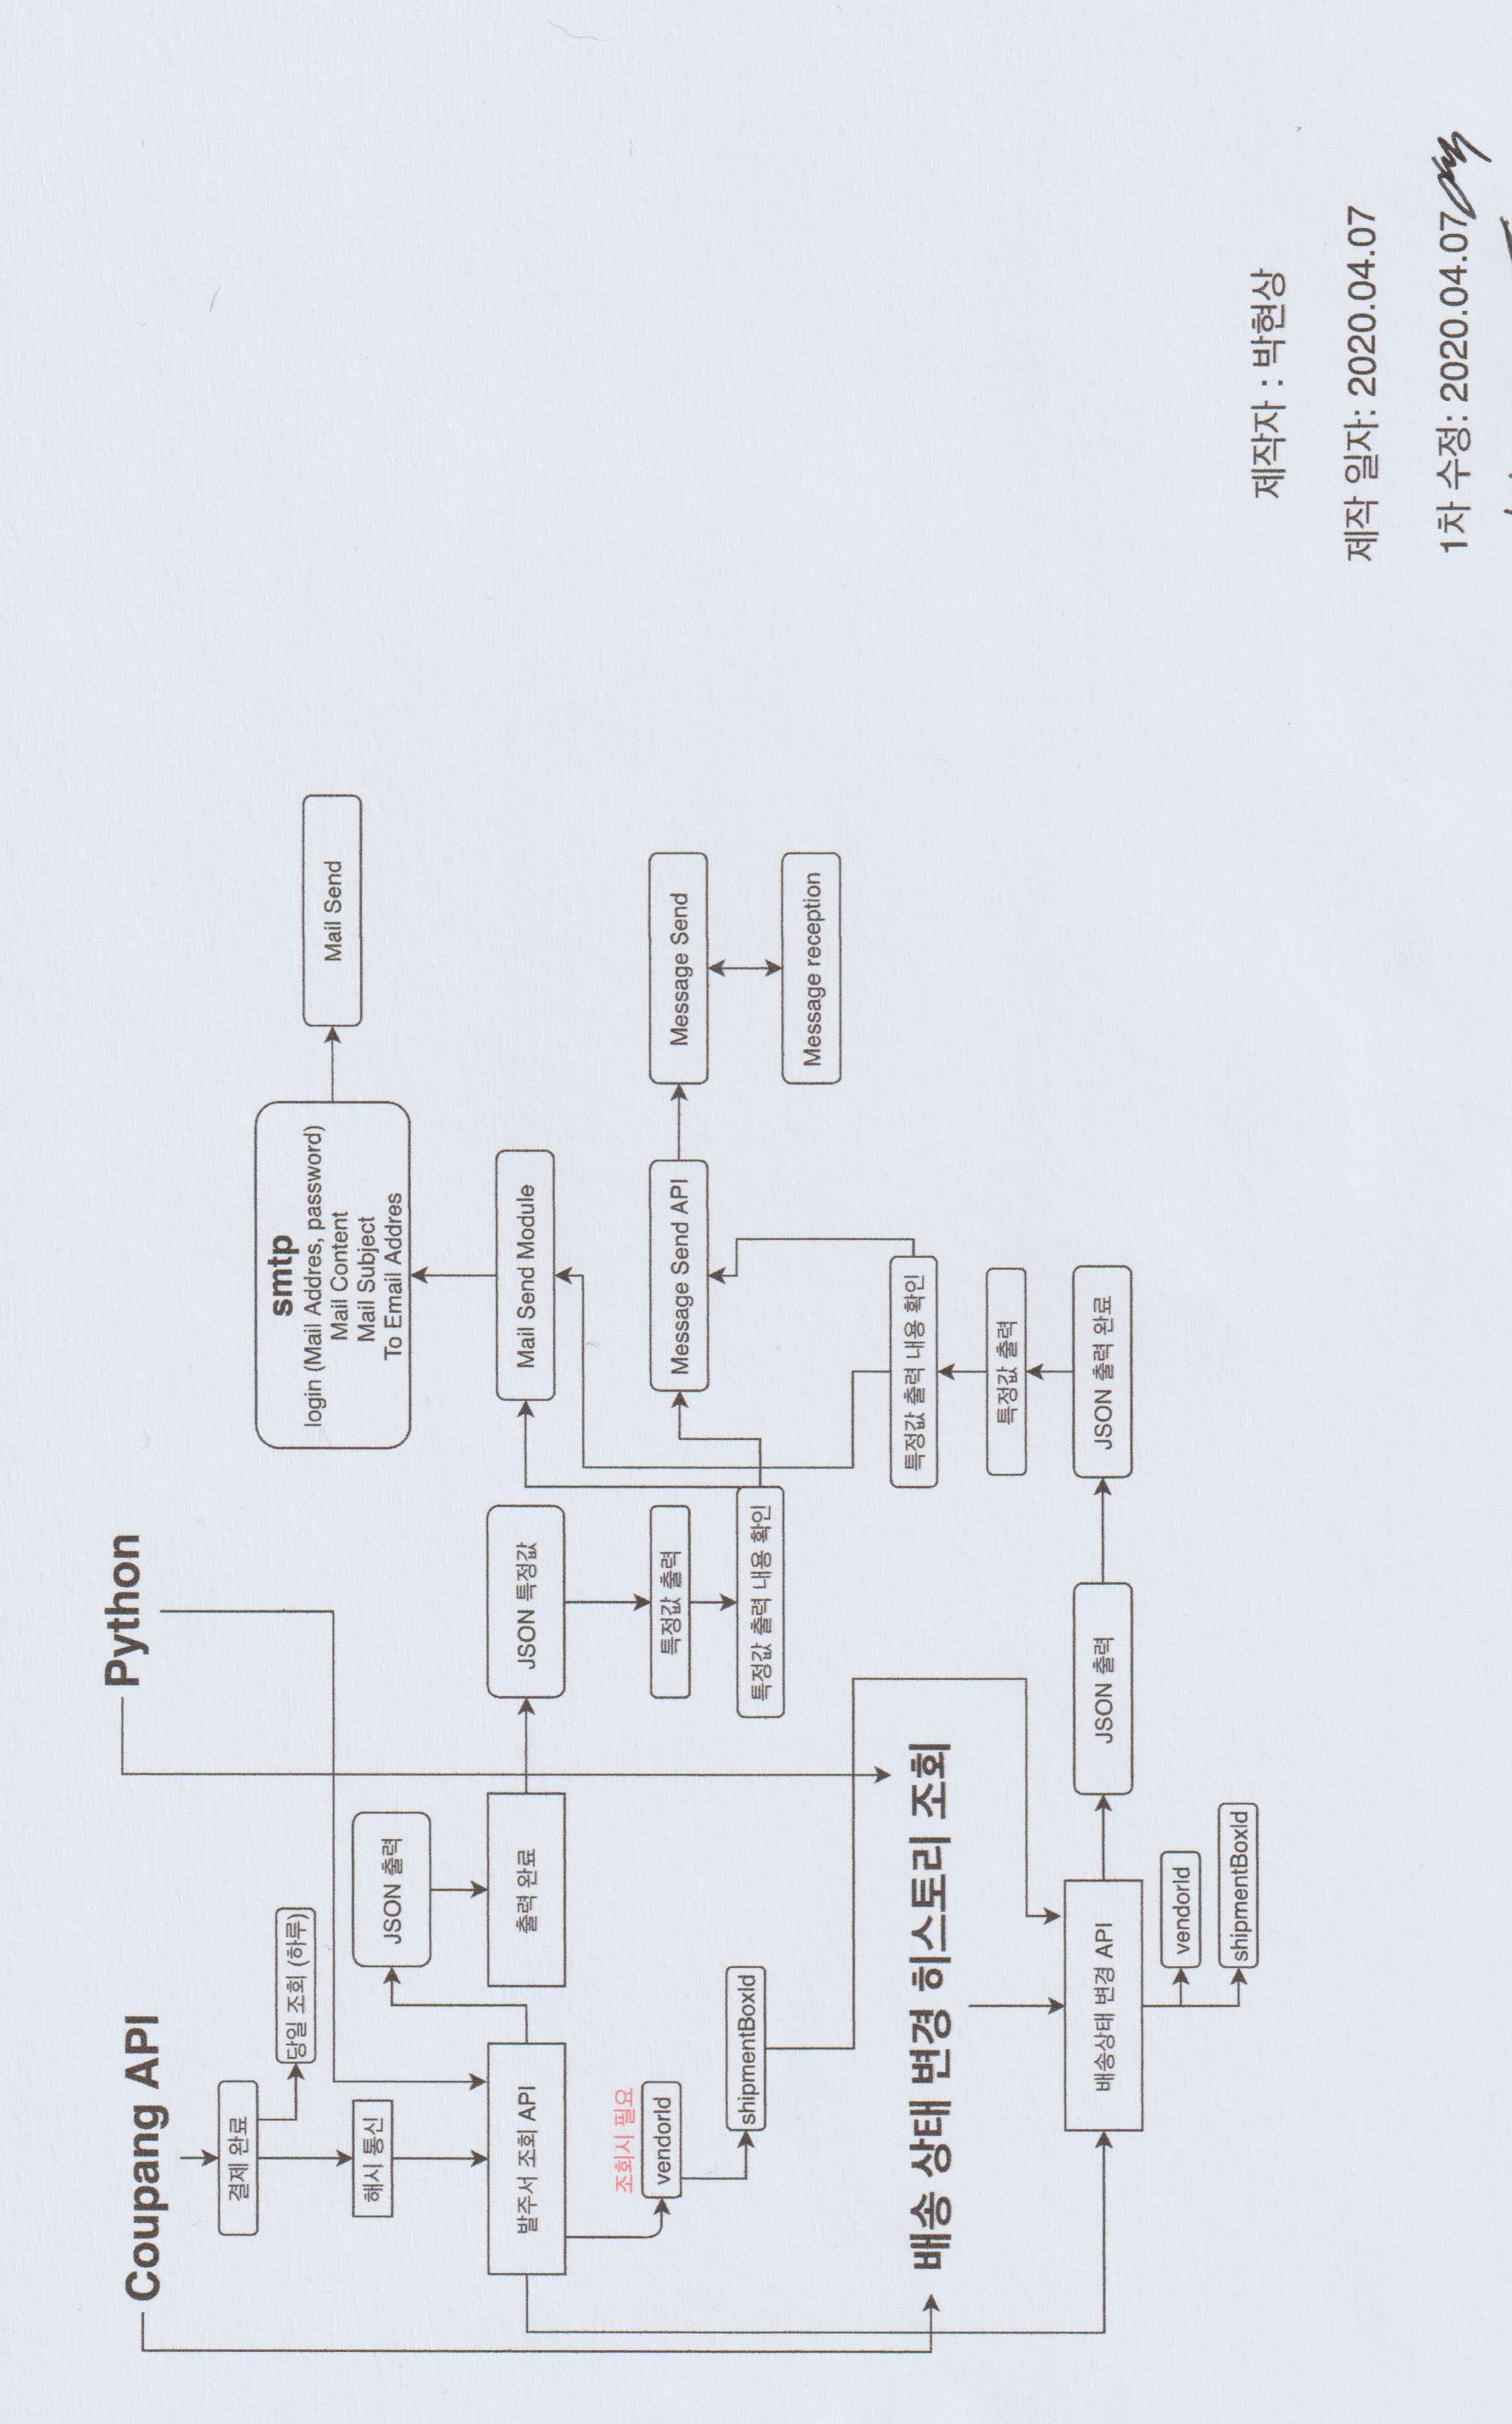 Coupang API
Python
결제 완료
당일 조회 (하루)
해시 통신
JSON 출력
smtp
login (Mail Addres, password)
Mail Content
Mail Subject
To Email Addres
Mail Send
발주서 조회 API
출력 완료
JSON 특정값
Mail Send Module
조회시 필요
vendorId
특정값 출력
Message Send API
Message Send
shipmentBoxId
특정값 출력 내용 확인
Message reception
배송 상태 변경 히스토리 조회
특정값 출력 내용 확인
특정값 출력
배송상태 변경 API
JSON 출력
JSON 출력 완료
vendorId
shipmentBoxId
제작자 : 박현상
제작 일자: 2020.04.07
1차 수정: 2020.04.07